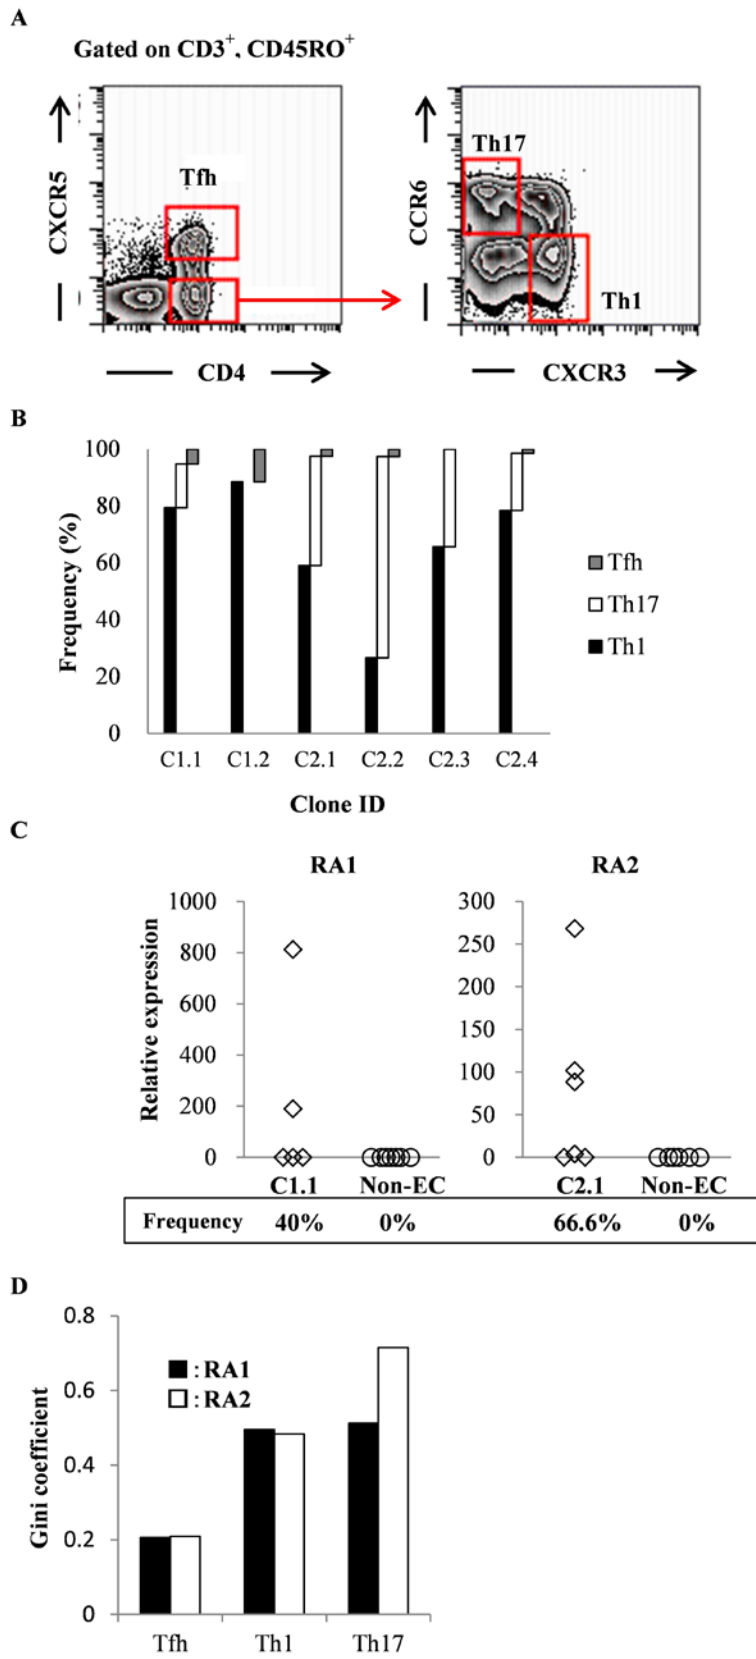 A
Gated on CD3+, CD45RO+
CXCR5
Tfh
CD4
CCR6
Th17
Th1
CXCR3
B
Frequency (%)
100
80
60
40
20
0
C1.1 C1.2 C2.1 C2.2 C2.3 C2.4
Clone ID
Tfh
Th17
Th1
C
RA1
Relative expression
1000
800
600
400
200
0
C1.1 Non-EC
RA2
300
250
200
150
100
50
0
C2.1 Non-EC
Frequency 40% 0% 66.6% 0%
D
Gini coefficient
0.8
0.6
0.4
0.2
0
: RA1
: RA2
Tfh Th1 Th17